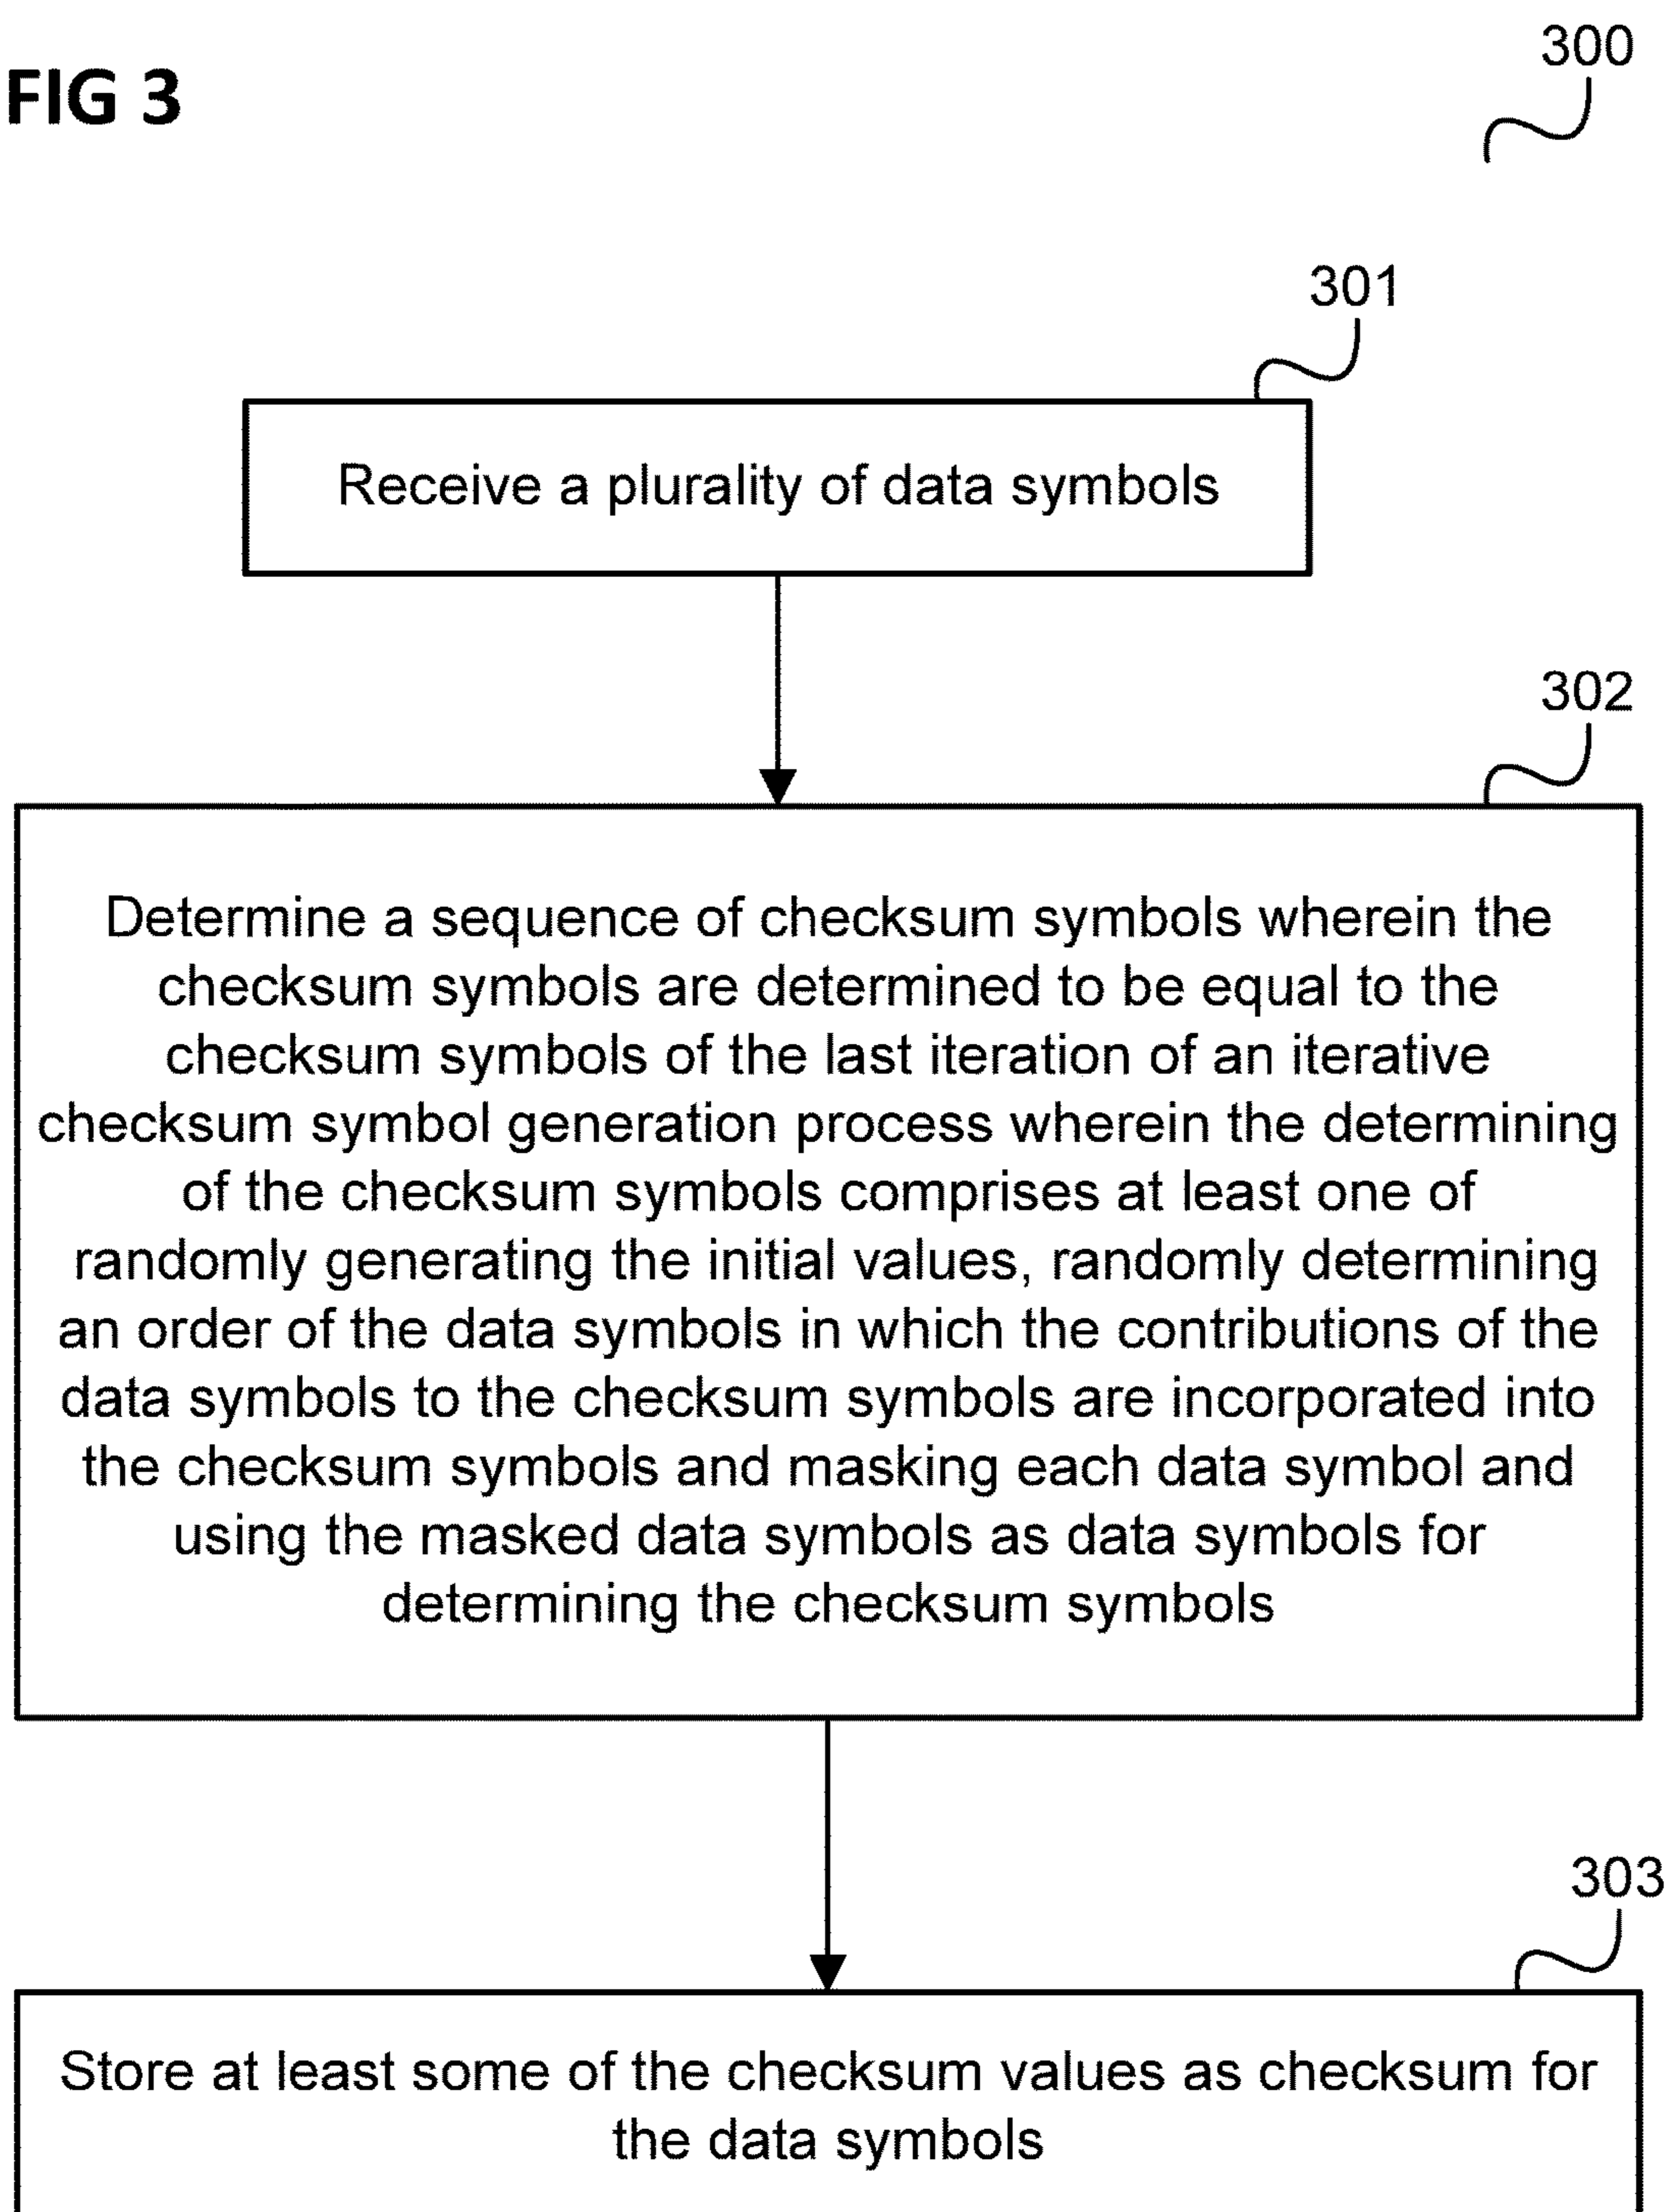 300
FIG 3
301
Receive a plurality of data symbols
302
Determine a sequence of checksum symbols wherein the
checksum symbols are determined to be equal to the
checksum symbols of the last iteration of an iterative
checksum symbol generation process wherein the determining
of the checksum symbols comprises at least one of
randomly generating the initial values, randomly determining
an order of the data symbols in which the contributions of the
data symbols to the checksum symbols are incorporated into
the checksum symbols and masking each data symbol and
using the masked data symbols as data symbols for
determining the checksum symbols
303
Store at least some of the checksum values as checksum for
the data symbols